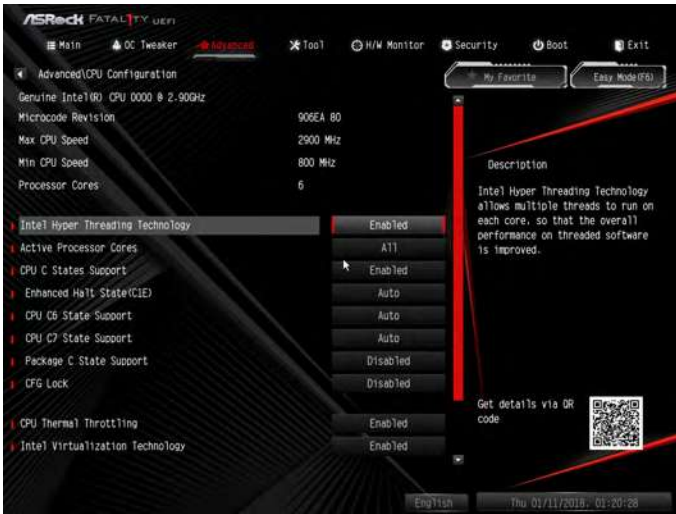 ASRock FATAL1TY UEFI
Main OC Tweaker Advanced Tool H/W Monitor Security Boot Exit
Advanced\CPU Configuration
My Favorite Easy Mode(F6)
Genuine Intel(R) CPU 0000 @ 2.90GHz
Microcode Revision 906EA 80
Max CPU Speed 2900 MHz
Min CPU Speed 800 MHz
Processor Cores 6
Intel Hyper Threading Technology Enabled
Active Processor Cores All
CPU C States Support Enabled
Enhanced Halt State(C1E) Auto
CPU C6 State Support Auto
CPU C7 State Support Auto
Package C State Support Disabled
CFG Lock Disabled
CPU Thermal Throttling Enabled
Intel Virtualization Technology Enabled
Description
Intel Hyper Threading Technology
allows multiple threads to run on
each core, so that the overall
performance on threaded software
is improved.
Get details via QR
code
English
Thu 01/11/2018, 01:20:28